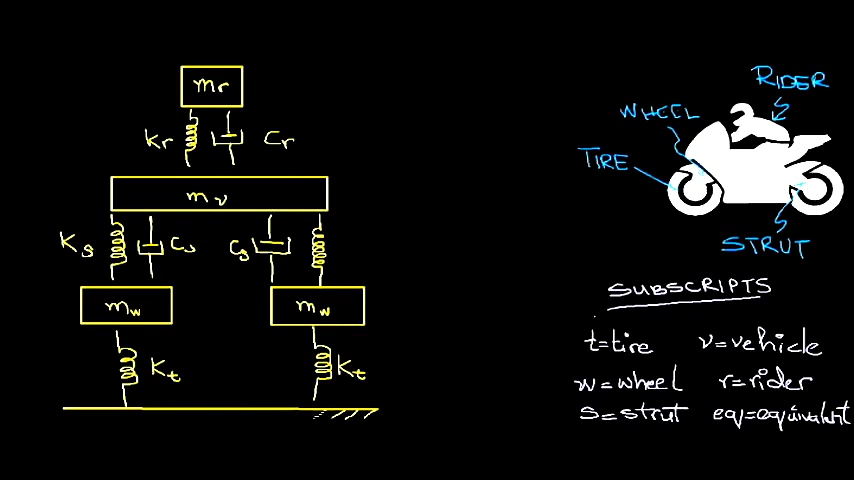 mr
Kr
Cr
mv
Ks
Cs
Cs
mw
mw
Kt
Kt
RIDER
WHEEL
TIRE
STRUT
SUBSCRIPTS
t=tire
v=vehicle
w=wheel
r=rider
s=strut
eq=equivalent